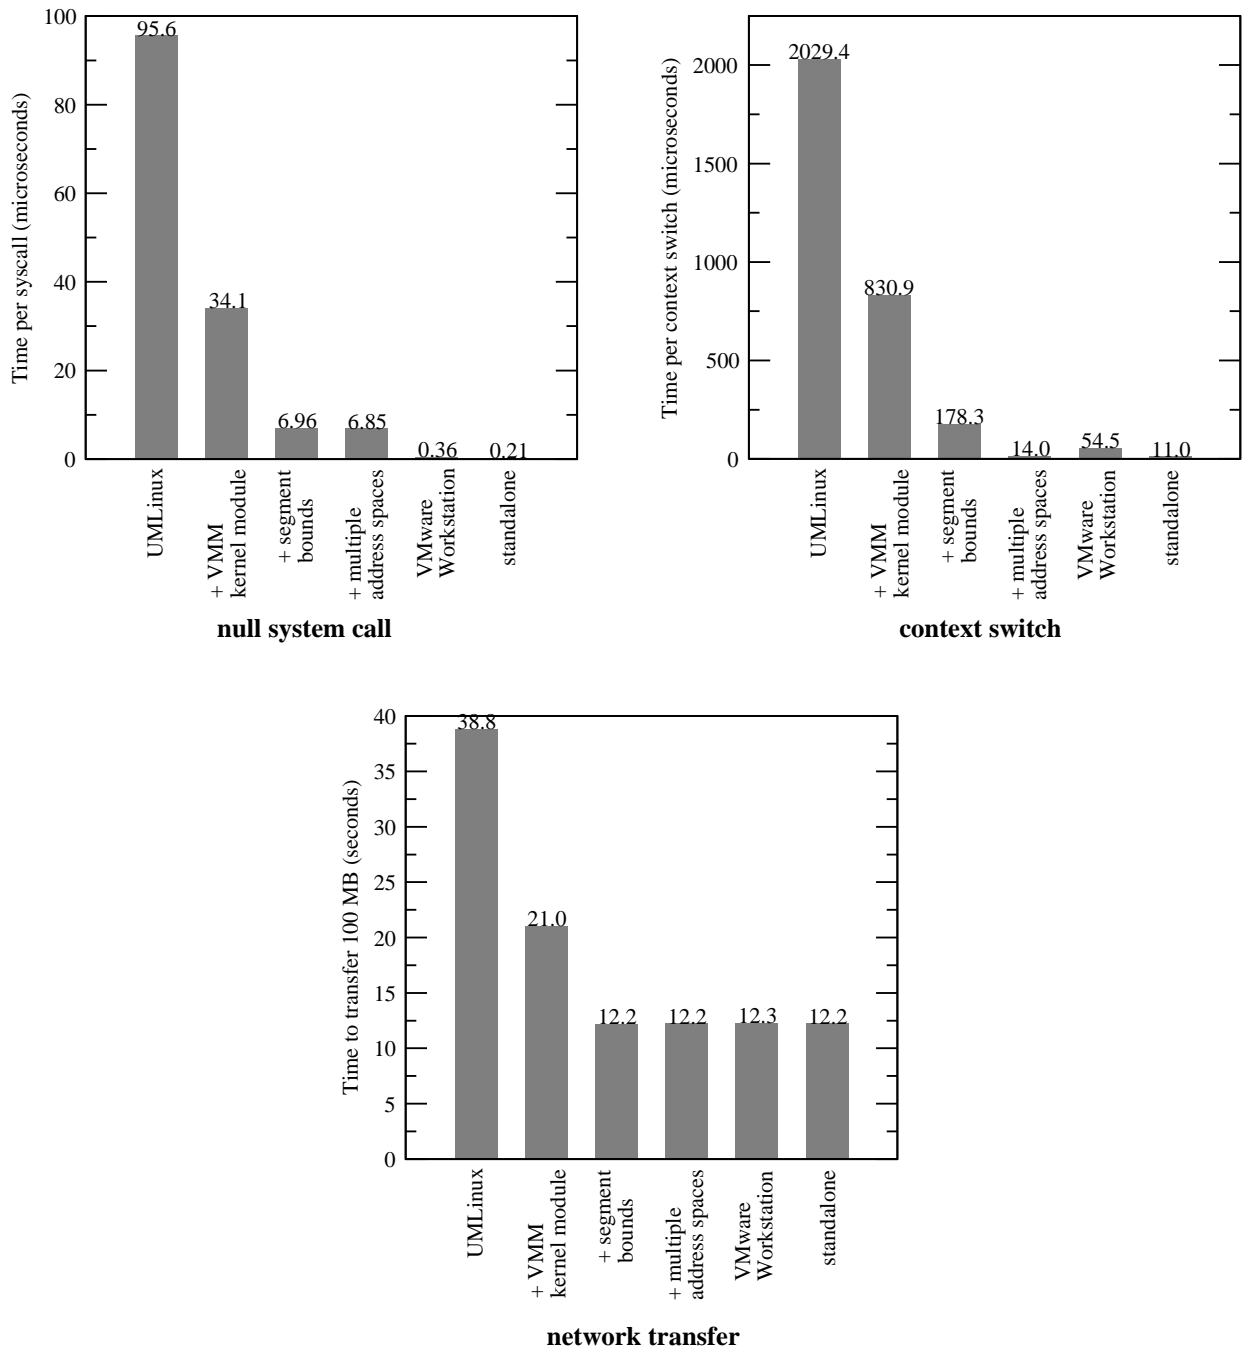 Time per syscall (microseconds)
100
80
60
40
20
0
95.6
34.1
6.96
6.85
0.36
0.21
UMLinux
+ VMM
kernel module
+ segment
bounds
+ multiple
address spaces
VMware
Workstation
standalone
null system call
Time per context switch (microseconds)
2000
1500
1000
500
0
2029.4
830.9
178.3
14.0
54.5
11.0
UMLinux
+ VMM
kernel module
+ segment
bounds
+ multiple
address spaces
VMware
Workstation
standalone
context switch
Time to transfer 100 MB (seconds)
40
35
30
25
20
15
10
5
0
38.8
21.0
12.2
12.2
12.3
12.2
UMLinux
+ VMM
kernel module
+ segment
bounds
+ multiple
address spaces
VMware
Workstation
standalone
network transfer